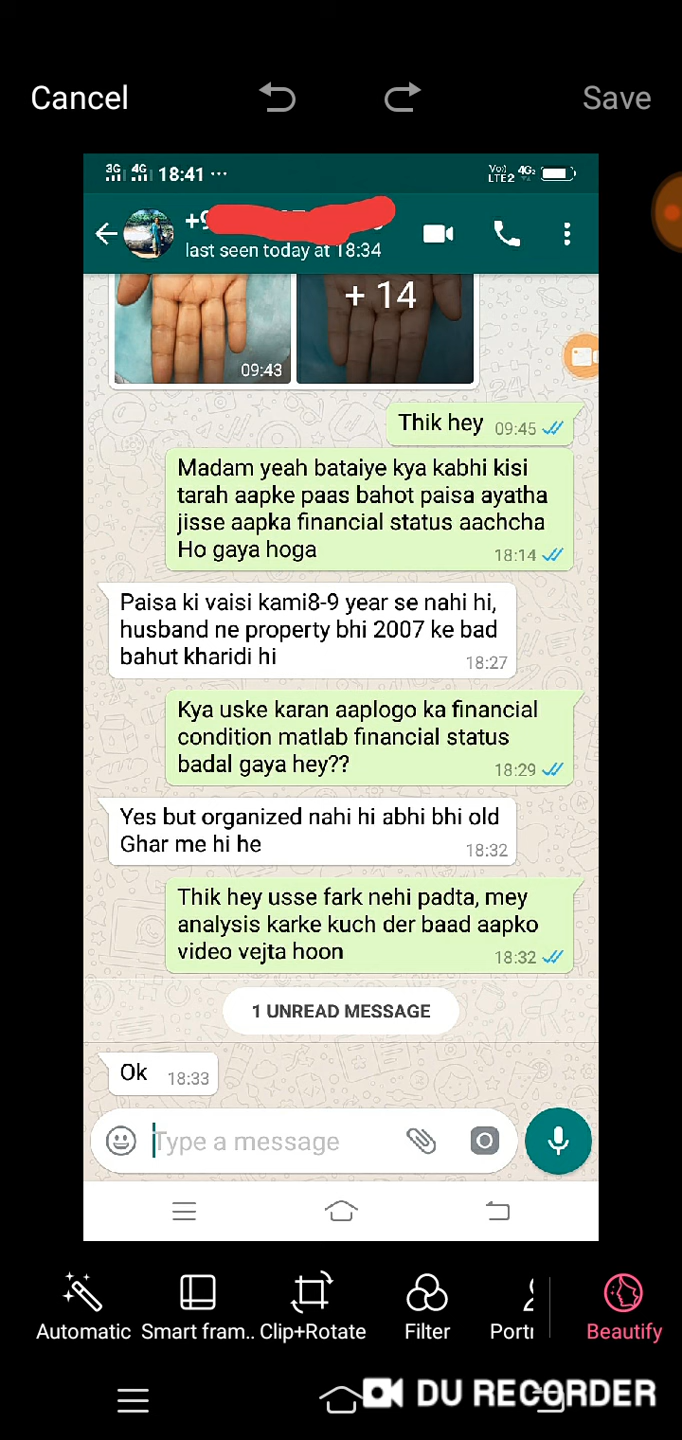 Cancel
Save
3G 4G 18:41 ...
Vo) LTE2 4G2
+9
last seen today at 18:34
+ 14
09:43
Thik hey 09:45
Madam yeah bataiye kya kabhi kisi
tarah aapke paas bahot paisa ayatha
jisse aapka financial status aachcha
Ho gaya hoga 18:14
Paisa ki vaisi kami8-9 year se nahi hi,
husband ne property bhi 2007 ke bad
bahut kharidi hi 18:27
Kya uske karan aaplogo ka financial
condition matlab financial status
badal gaya hey?? 18:29
Yes but organized nahi hi abhi bhi old
Ghar me hi he 18:32
Thik hey usse fark nehi padta, mey
analysis karke kuch der baad aapko
video vejta hoon 18:32
1 UNREAD MESSAGE
Ok 18:33
Type a message
Automatic Smart fram.. Clip+Rotate Filter Portr Beautify
DU RECORDER